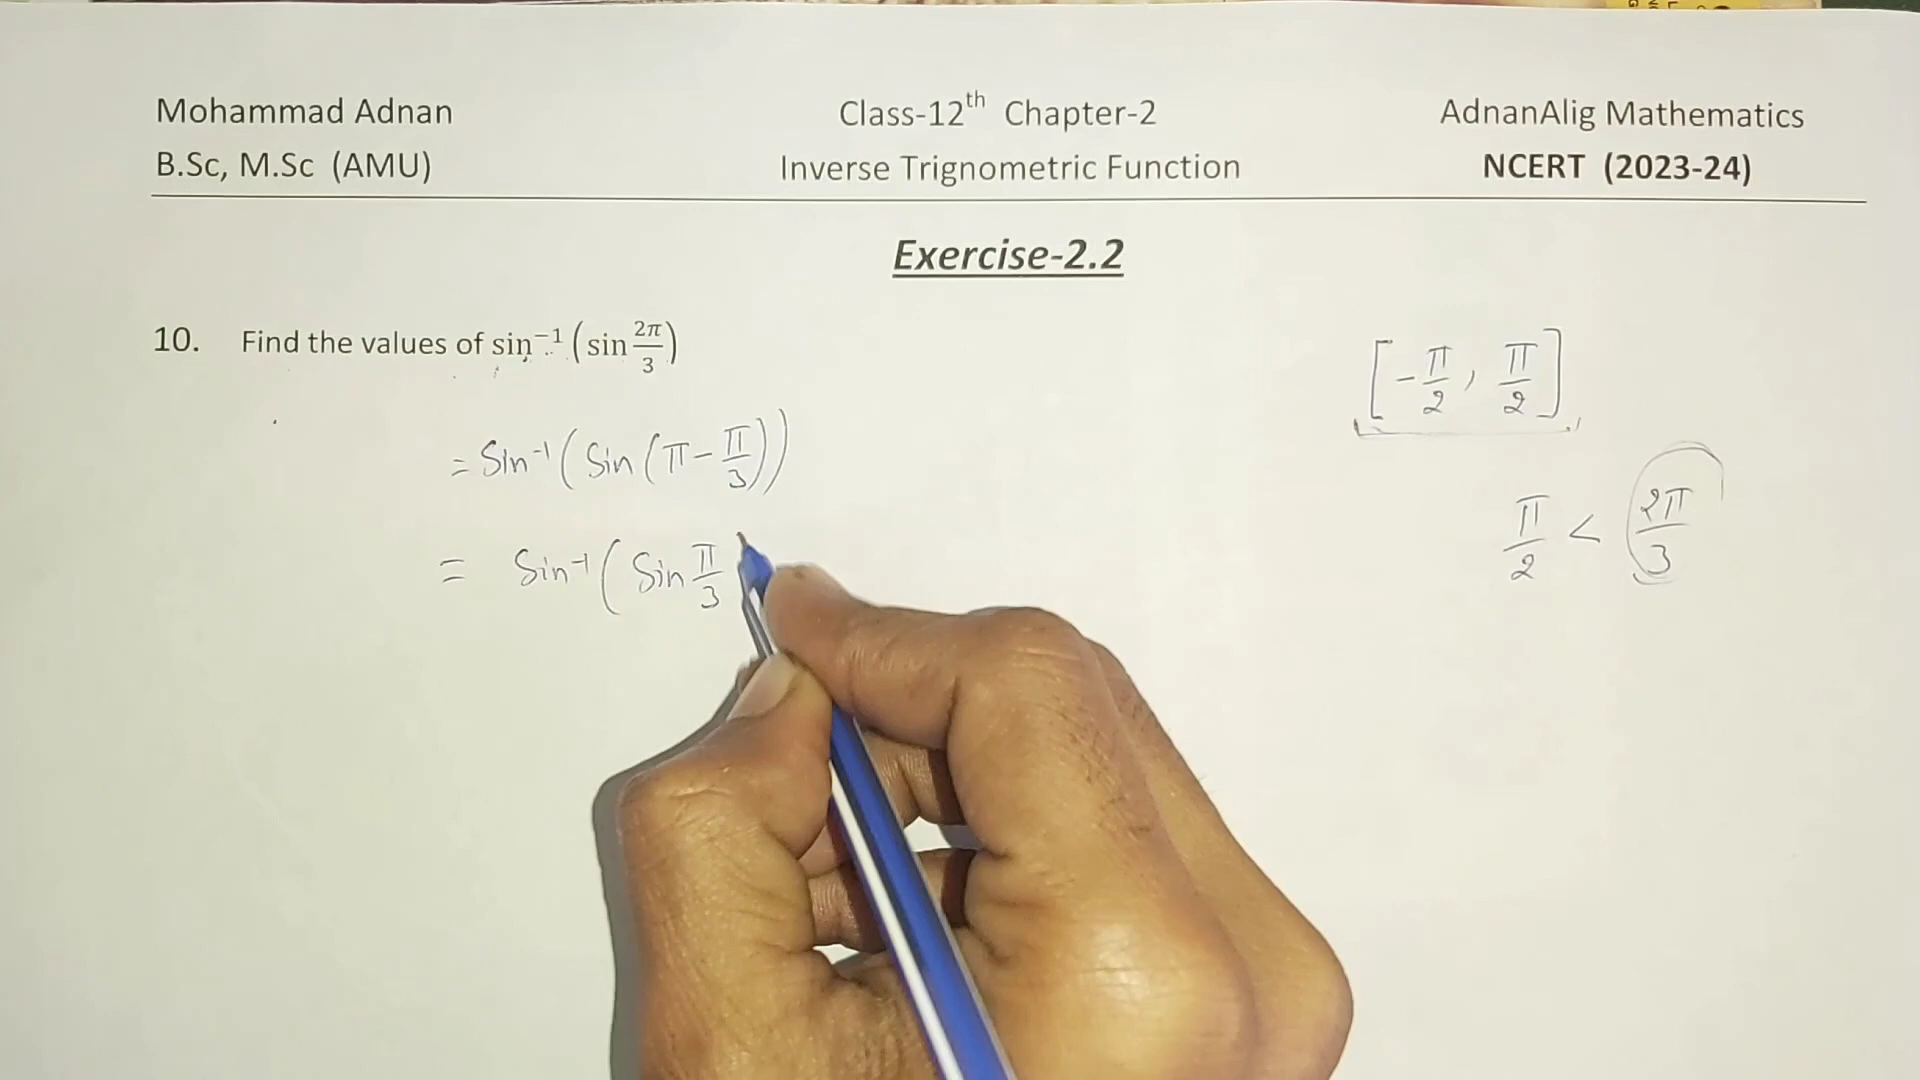 Mohammad Adnan Class-12th Chapter-2 AdnanAlig Mathematics
B.Sc, M.Sc (AMU) Inverse Trignometric Function NCERT (2023-24)
Exercise-2.2
10. Find the values of sin⁻¹ (sin 2π/3)
[-π/2, π/2]
= Sin⁻¹(Sin(π-π/3))
π/2 < 2π/3
= Sin⁻¹(Sin π/3